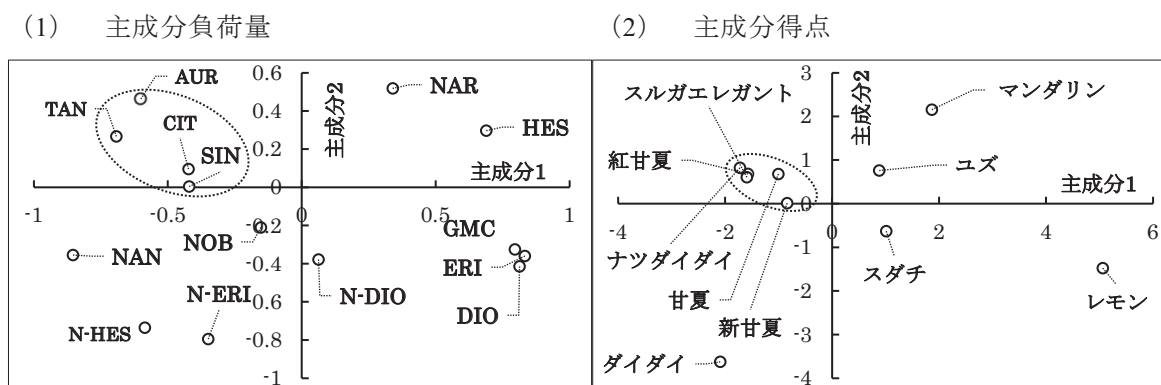 (1) 主成分負荷量
0.6
0.4
0.2
0
-0.2
-0.4
-0.6
-0.8
-1
-1
-0.5
0
0.5
1
主成分2
主成分1
AUR
TAN
CIT
SIN
NAR
HES
NOB
NAN
N-ERI
N-HES
N-DIO
GMC
ERI
DIO
(2) 主成分得点
3
2
1
0
-1
-2
-3
-4
-4
-2
0
2
4
6
主成分2
主成分1
スルガエレガント
マンダリン
紅甘夏
ユズ
ナツダイダイ
スダチ
甘夏
新甘夏
レモン
ダイダイ